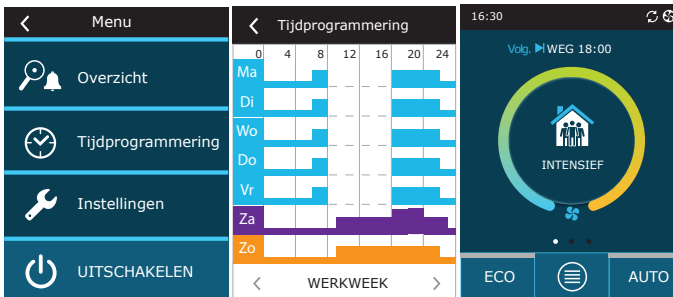 Menu
Overzicht
Tijdprogrammering
Instellingen
UITSCHAKELEN
Tijdprogrammering
0 4 8 12 16 20 24
Ma
Di
Wo
Do
Vr
Za
Zo
WERKWEEK
16:30
Volg. WEG 18:00
INTENSIEF
ECO
AUTO